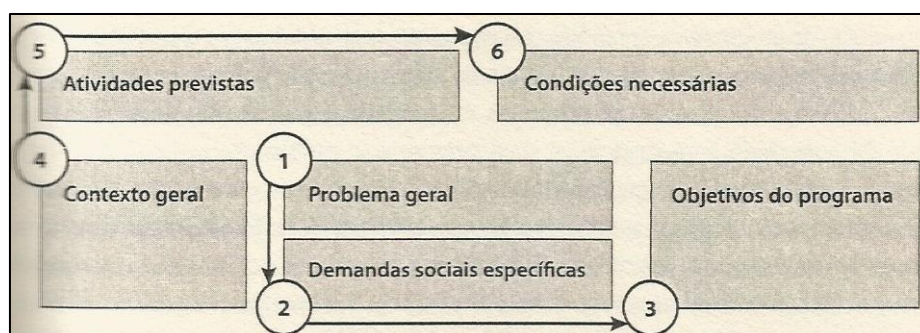 5
6
Atividades previstas
Condições necessárias
4
1
Contexto geral
Problema geral
Objetivos do programa
Demandas sociais específicas
2
3